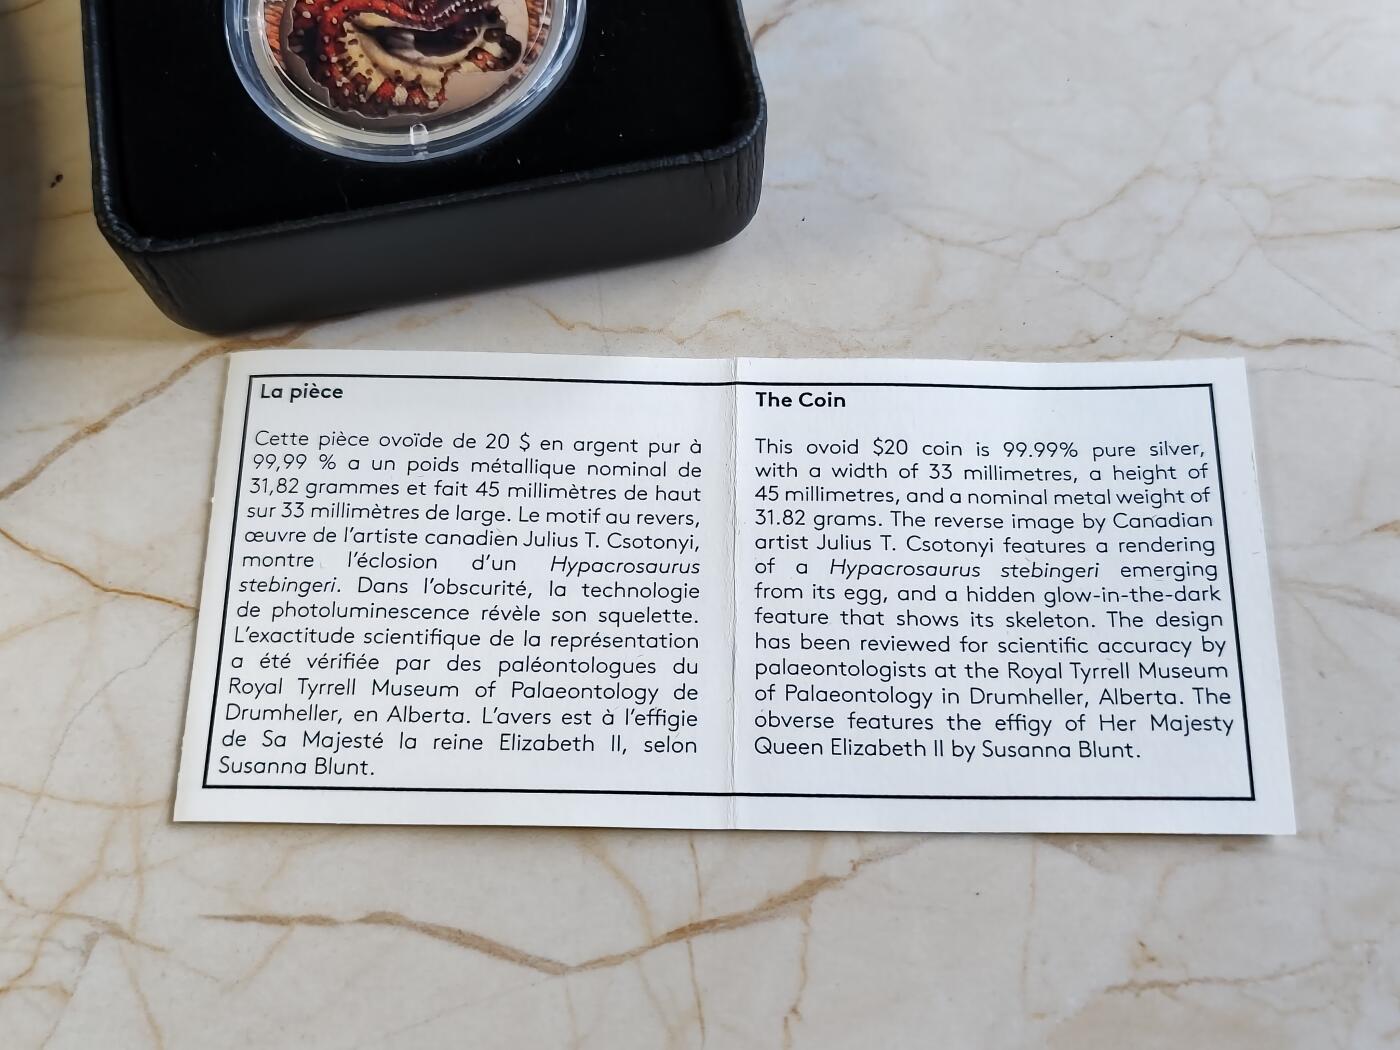 La pièce
Cette pièce ovoïde de 20 $ en argent pur à
99,99 % a un poids métallique nominal de
31,82 grammes et fait 45 millimètres de haut
sur 33 millimètres de large. Le motif au revers,
œuvre de l'artiste canadien Julius T. Csotonyi,
montre l'éclosion d'un Hypacrosaurus
stebingeri. Dans l'obscurité, la technologie
de photoluminescence révèle son squelette.
L'exactitude scientifique de la représentation
a été vérifiée par des paléontologues du
Royal Tyrrell Museum of Palaeontology de
Drumheller, en Alberta. L'avers est à l'effigie
de Sa Majesté la reine Elizabeth II, selon
Susanna Blunt.
The Coin
This ovoid $20 coin is 99.99% pure silver,
with a width of 33 millimetres, a height of
45 millimetres, and a nominal metal weight of
31.82 grams. The reverse image by Canadian
artist Julius T. Csotonyi features a rendering
of a Hypacrosaurus stebingeri emerging
from its egg, and a hidden glow-in-the-dark
feature that shows its skeleton. The design
has been reviewed for scientific accuracy by
palaeontologists at the Royal Tyrrell Museum
of Palaeontology in Drumheller, Alberta. The
obverse features the effigy of Her Majesty
Queen Elizabeth II by Susanna Blunt.